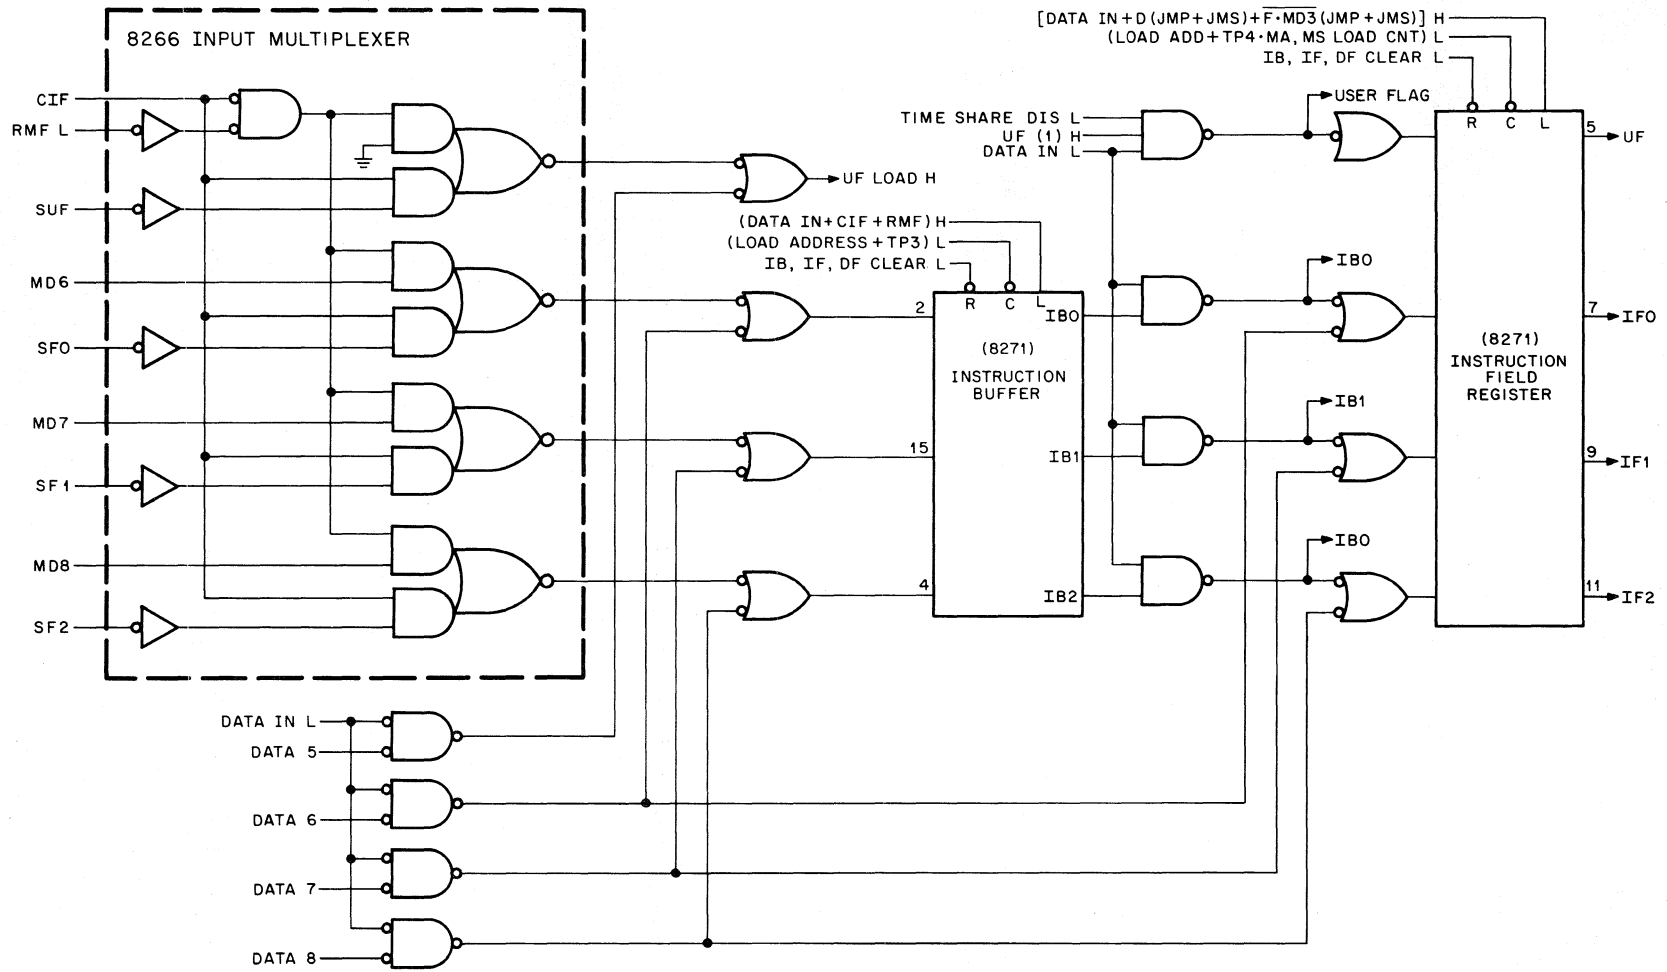 [DATA IN+D(JMP+JMS)+F·MD3(JMP+JMS)] H
(LOAD ADD+TP4·MA, MS LOAD CNT) L
IB, IF, DF CLEAR L
8266 INPUT MULTIPLEXER
CIF
RMF L
SUF
MD6
SF0
MD7
SF1
MD8
SF2
UF LOAD H
(DATA IN+CIF+RMF) H
(LOAD ADDRESS+TP3) L
IB, IF, DF CLEAR L
R C L
2
15
4
IB0
IB1
IB2
(8271)
INSTRUCTION
BUFFER
TIME SHARE DIS L
UF (1) H
DATA IN L
USER FLAG
IB0
IB1
IB0
R C L
(8271)
INSTRUCTION
FIELD
REGISTER
5
UF
7
IF0
9
IF1
11
IF2
DATA IN L
DATA 5
DATA 6
DATA 7
DATA 8